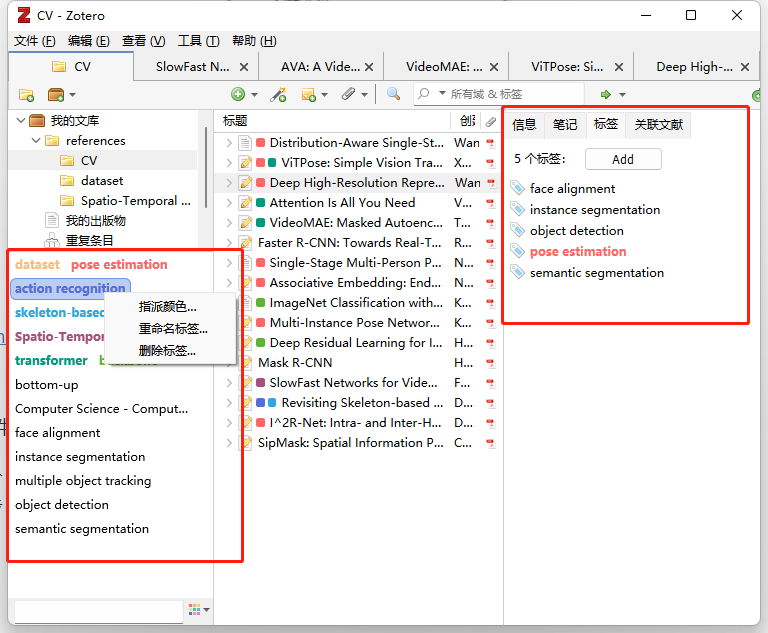 CV - Zotero
文件 (F) 编辑 (E) 查看 (V) 工具 (T) 帮助 (H)
CV SlowFast N... AVA: A Vide... VideoMAE: ... ViTPose: Si... Deep High-...
所有域 & 标签
我的文库
references
CV
dataset
Spatio-Temporal ...
我的出版物
重复条目
dataset pose estimation
action recognition
skeleton-based
Spatio-Tempor
transformer
bottom-up
Computer Science - Comput...
face alignment
instance segmentation
multiple object tracking
object detection
semantic segmentation
指派颜色...
重命名标签...
删除标签...
标题
Distribution-Aware Single-St... Wan
ViTPose: Simple Vision Tra... X...
Deep High-Resolution Repre... Wan
Attention Is All You Need V...
VideoMAE: Masked Autoenc... T...
Faster R-CNN: Towards Real-T... R...
Single-Stage Multi-Person P... N...
Associative Embedding: End... N...
ImageNet Classification with... K...
Multi-Instance Pose Networ... K...
Deep Residual Learning for I... H...
Mask R-CNN H...
SlowFast Networks for Vide... F...
Revisiting Skeleton-based ... D...
I^2R-Net: Intra- and Inter-H... D...
SipMask: Spatial Information P... C...
信息 笔记 标签 关联文献
5 个标签: Add
face alignment
instance segmentation
object detection
pose estimation
semantic segmentation